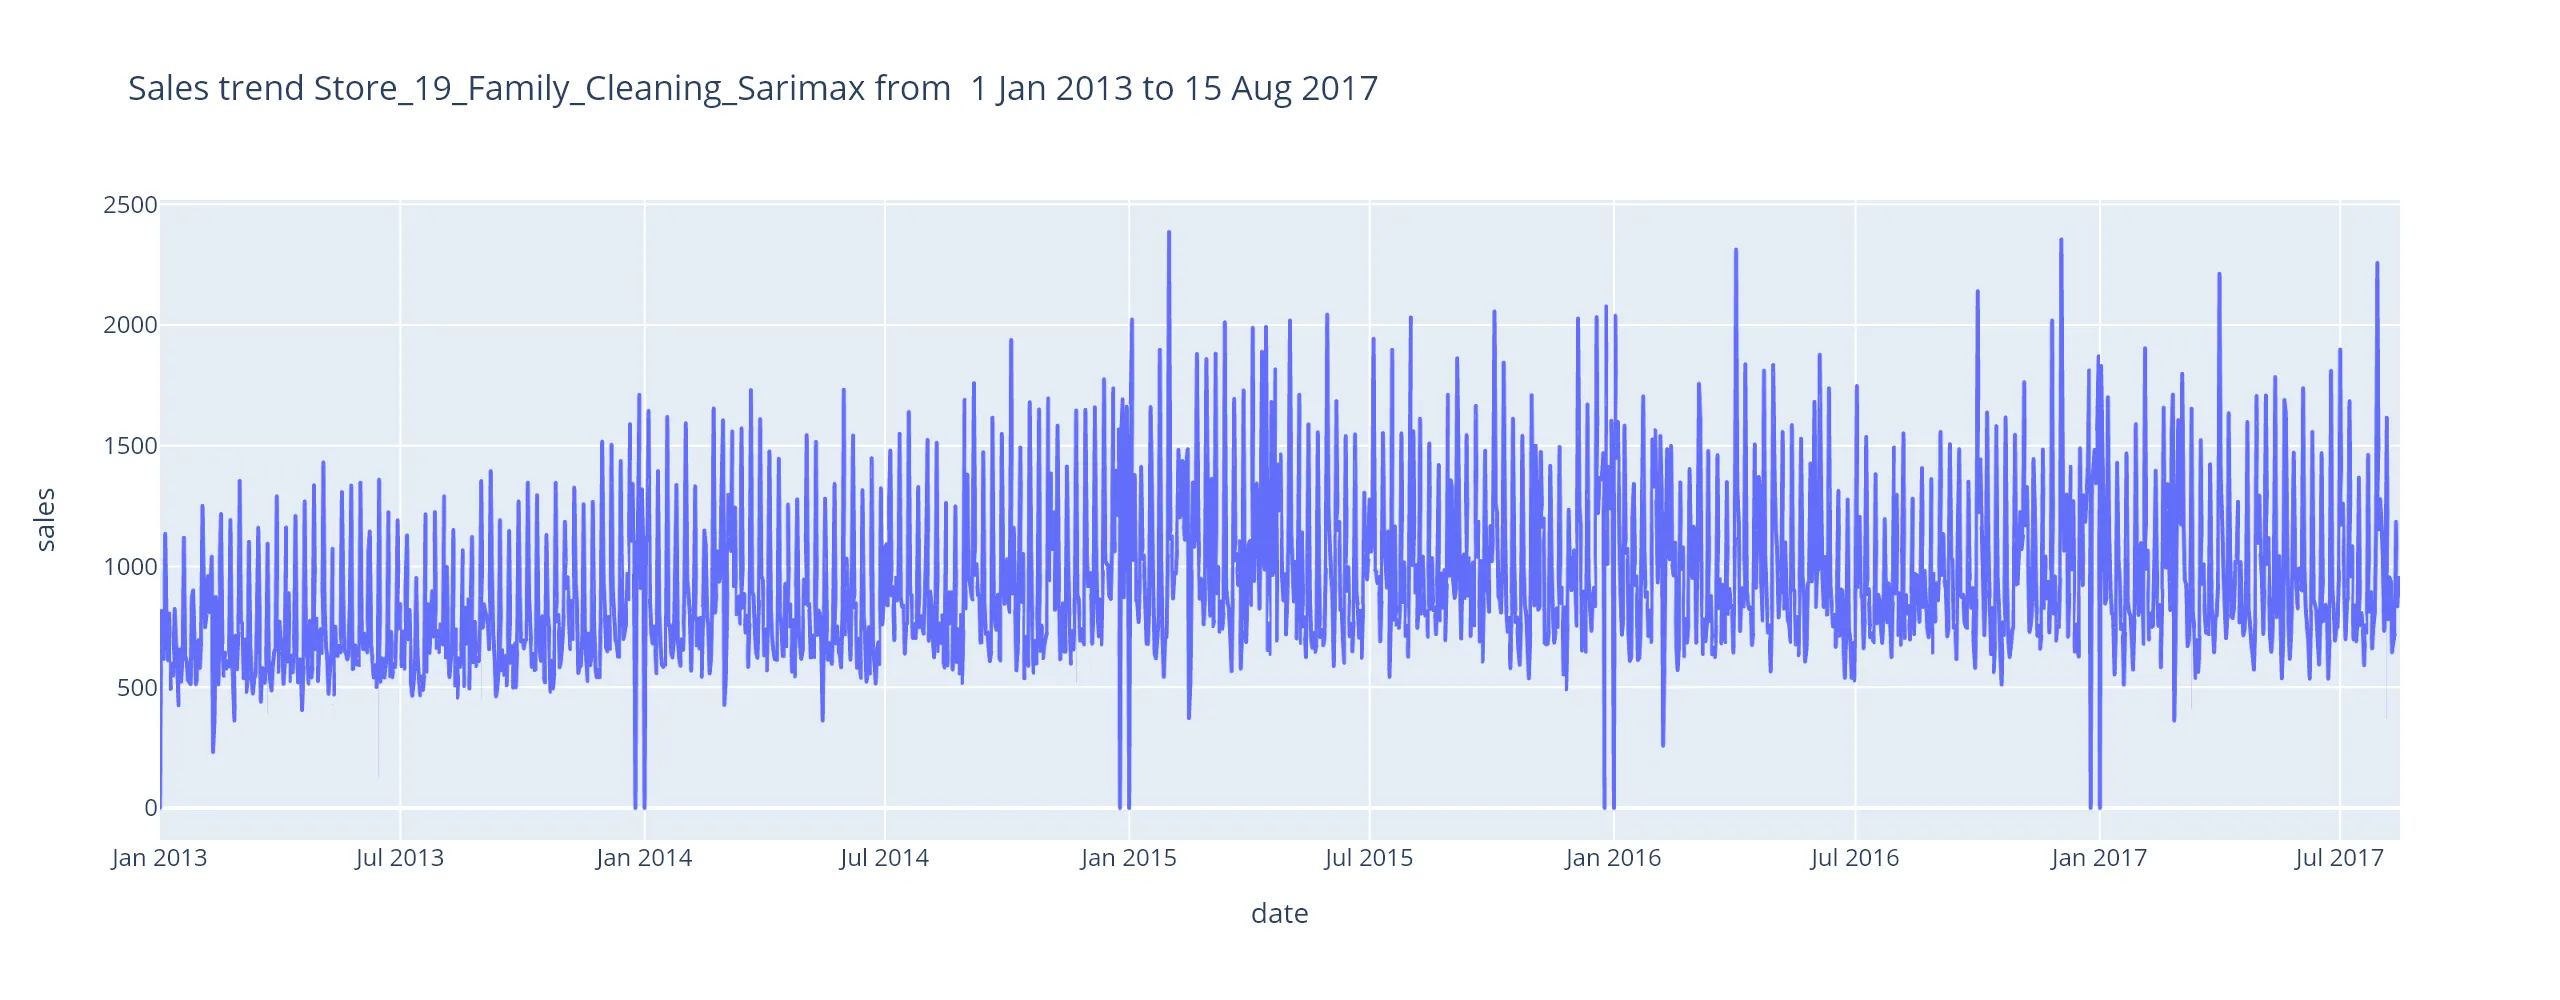 Sales trend Store_19_Family_Cleaning_Sarimax from  1 Jan 2013 to 15 Aug 2017
2500
2000
1500
1000
500
0
sales
Jan 2013 Jul 2013 Jan 2014 Jul 2014 Jan 2015 Jul 2015 Jan 2016 Jul 2016 Jan 2017 Jul 2017
date